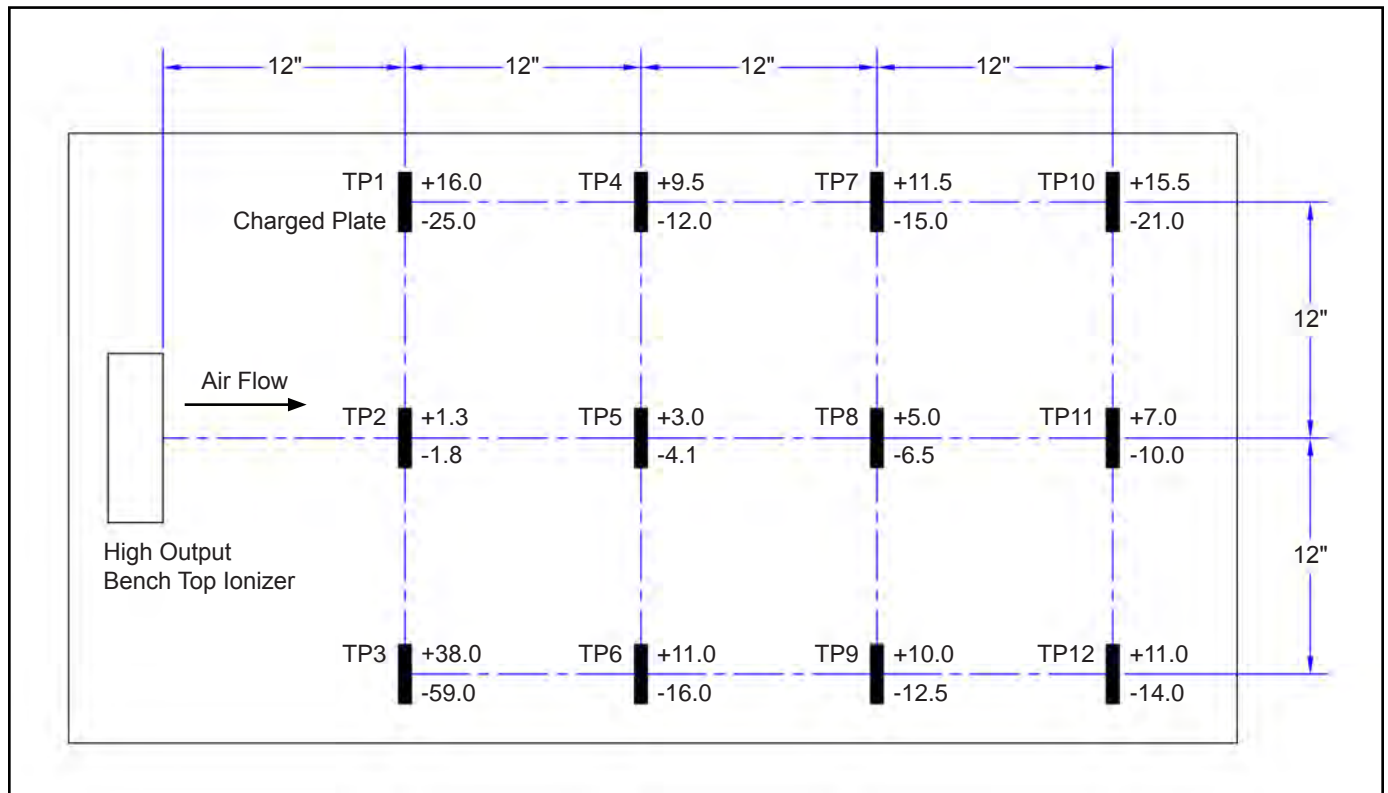 12" 12" 12" 12"
TP1 +16.0 TP4 +9.5 TP7 +11.5 TP10 +15.5
Charged Plate -25.0 -12.0 -15.0 -21.0
12"
Air Flow
TP2 +1.3 TP5 +3.0 TP8 +5.0 TP11 +7.0
-1.8 -4.1 -6.5 -10.0
High Output
Bench Top Ionizer
12"
TP3 +38.0 TP6 +11.0 TP9 +10.0 TP12 +11.0
-59.0 -16.0 -12.5 -14.0